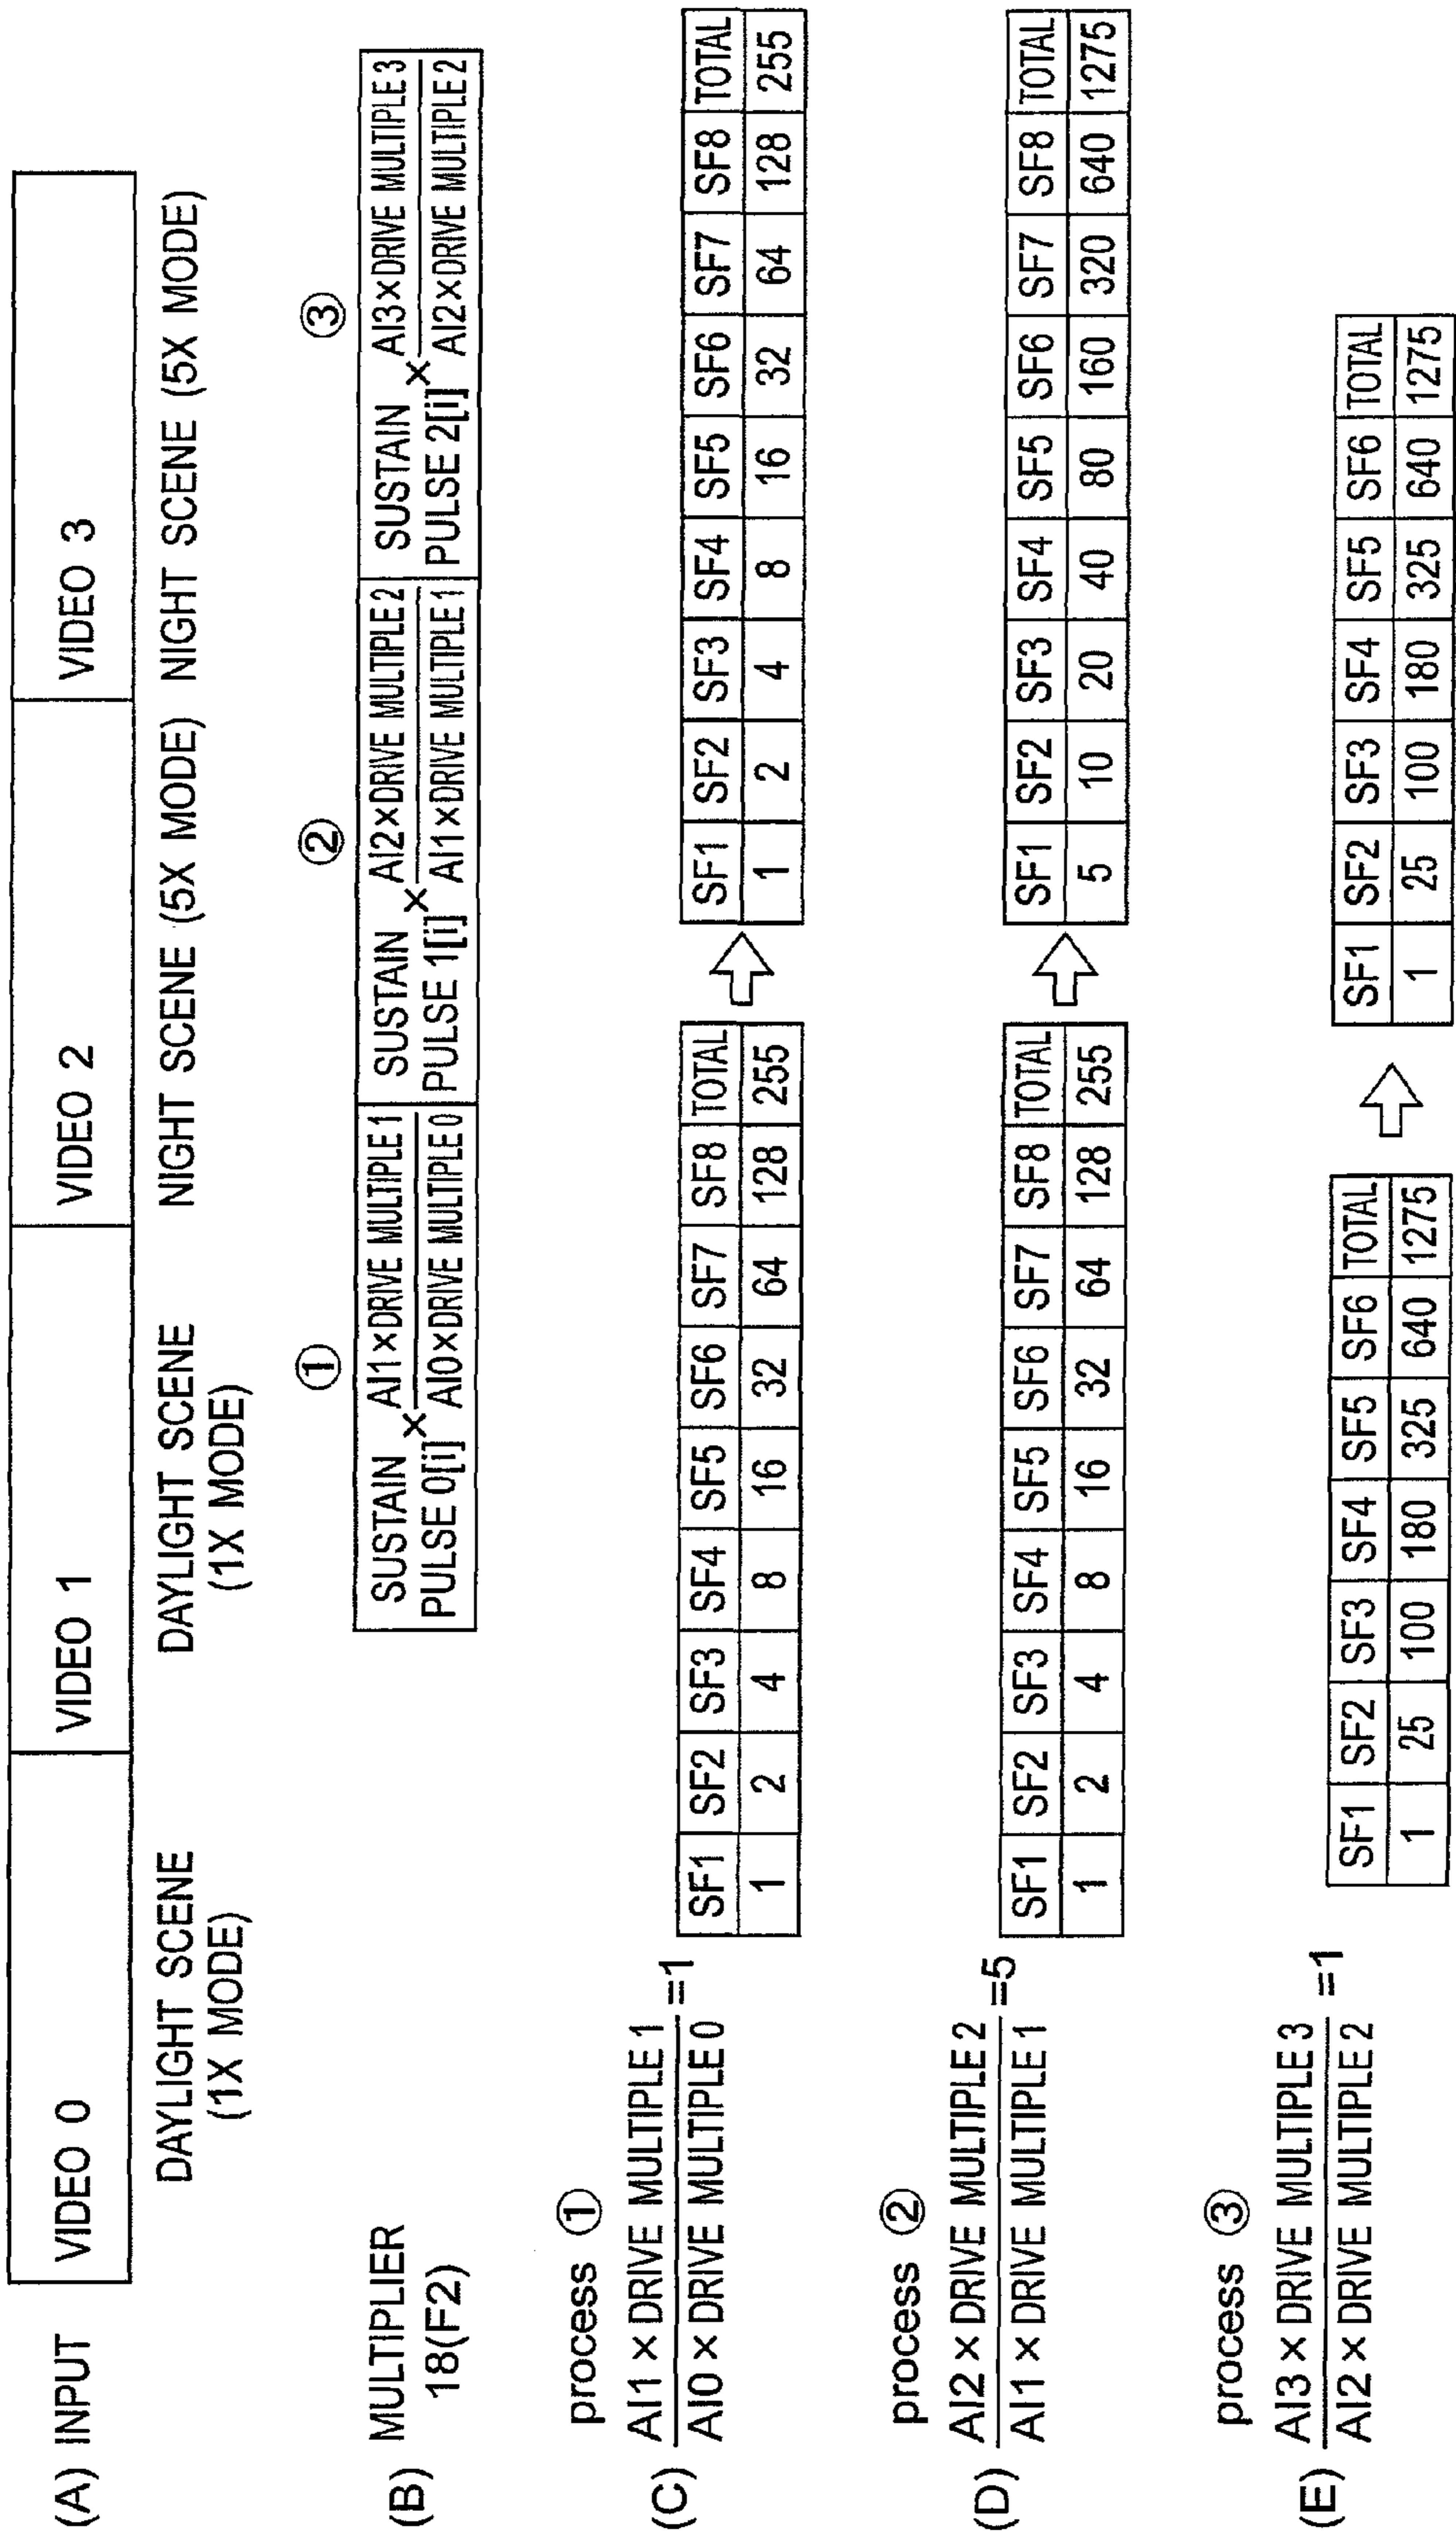 (A) INPUT
VIDEO 0 VIDEO 1 VIDEO 2 VIDEO 3
DAYLIGHT SCENE
(1X MODE)
DAYLIGHT SCENE
(1X MODE)
NIGHT SCENE (5X MODE)
NIGHT SCENE (5X MODE)
(B) MULTIPLIER
18(F2)
①
SUSTAIN
PULSE 0[i]
×
AI1×DRIVE MULTIPLE 1
AI0×DRIVE MULTIPLE 0
②
SUSTAIN
PULSE 1[i]
×
AI2×DRIVE MULTIPLE 2
AI1×DRIVE MULTIPLE 1
③
SUSTAIN
PULSE 2[i]
×
AI3×DRIVE MULTIPLE 3
AI2×DRIVE MULTIPLE 2
process ①
(C)
AI1 × DRIVE MULTIPLE 1
AI0 × DRIVE MULTIPLE 0
=1
SF1 SF2 SF3 SF4 SF5 SF6 SF7 SF8 TOTAL
1 2 4 8 16 32 64 128 255
SF1 SF2 SF3 SF4 SF5 SF6 SF7 SF8 TOTAL
1 2 4 8 16 32 64 128 255
process ②
(D)
AI2 × DRIVE MULTIPLE 2
AI1 × DRIVE MULTIPLE 1
=5
SF1 SF2 SF3 SF4 SF5 SF6 SF7 SF8 TOTAL
1 2 4 8 16 32 64 128 255
SF1 SF2 SF3 SF4 SF5 SF6 SF7 SF8 TOTAL
5 10 20 40 80 160 320 640 1275
process ③
(E)
AI3 × DRIVE MULTIPLE 3
AI2 × DRIVE MULTIPLE 2
=1
SF1 SF2 SF3 SF4 SF5 SF6 TOTAL
1 25 100 180 325 640 1275
SF1 SF2 SF3 SF4 SF5 SF6 TOTAL
1 25 100 180 325 640 1275